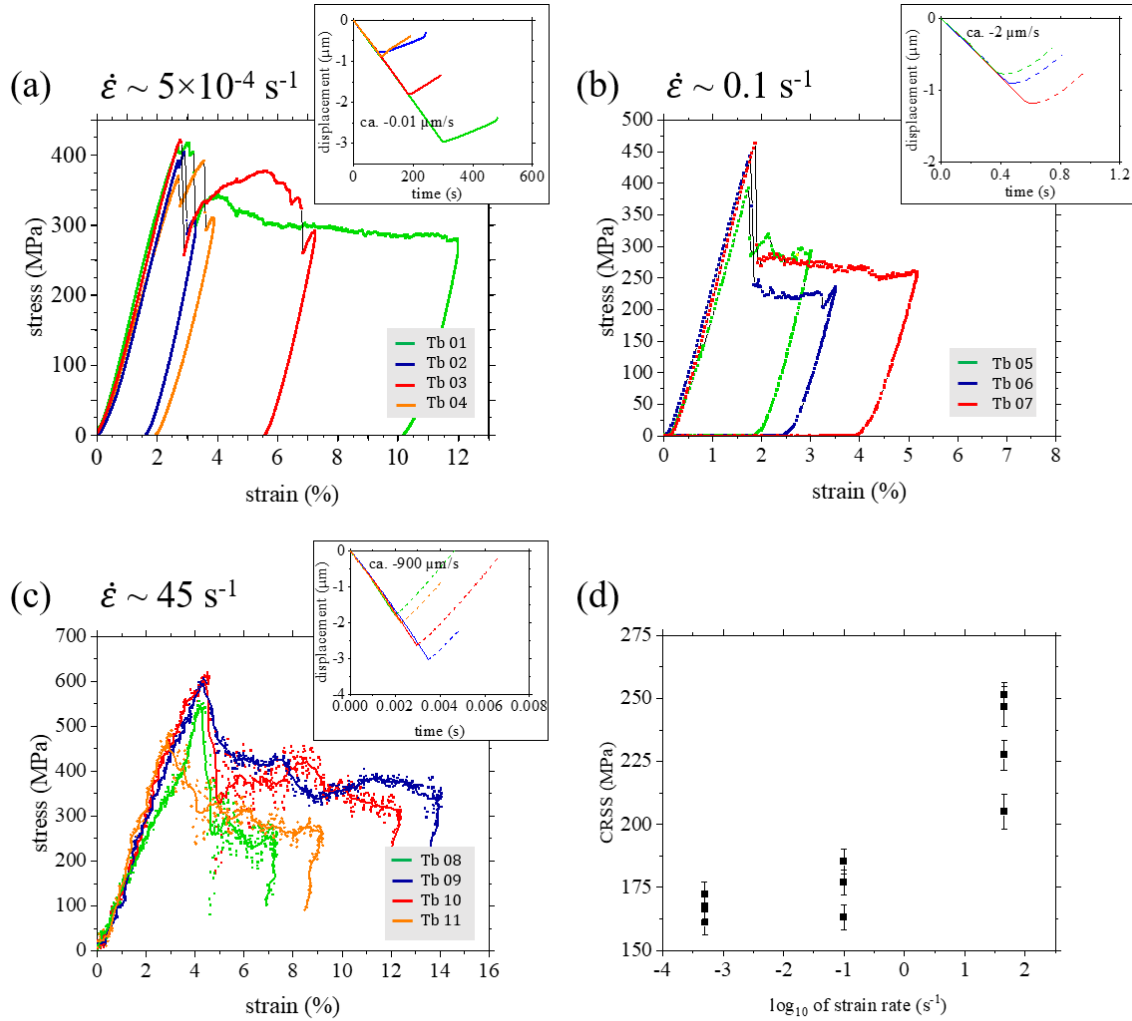 (a)
ε̇ ~ 5×10⁻⁴ s⁻¹
stress (MPa)
400
300
200
100
0
0 2 4 6 8 10 12
strain (%)
Tb 01
Tb 02
Tb 03
Tb 04
displacement (μm)
0
-1
-2
-3
ca. -0.01 μm/s
0 200 400 600
time (s)
(b)
ε̇ ~ 0.1 s⁻¹
stress (MPa)
500
450
400
350
300
250
200
150
100
50
0
0 1 2 3 4 5 6 7 8
strain (%)
Tb 05
Tb 06
Tb 07
displacement (μm)
0
-1
-2
ca. -2 μm/s
0.0 0.4 0.8 1.2
time (s)
(c)
ε̇ ~ 45 s⁻¹
stress (MPa)
700
600
500
400
300
200
100
0
0 2 4 6 8 10 12 14 16
strain (%)
Tb 08
Tb 09
Tb 10
Tb 11
displacement (μm)
0
-1
-2
-3
-4
ca. -900 μm/s
0.000 0.002 0.004 0.006 0.008
time (s)
(d)
CRSS (MPa)
275
250
225
200
175
150
-4 -3 -2 -1 0 1 2
log₁₀ of strain rate (s⁻¹)